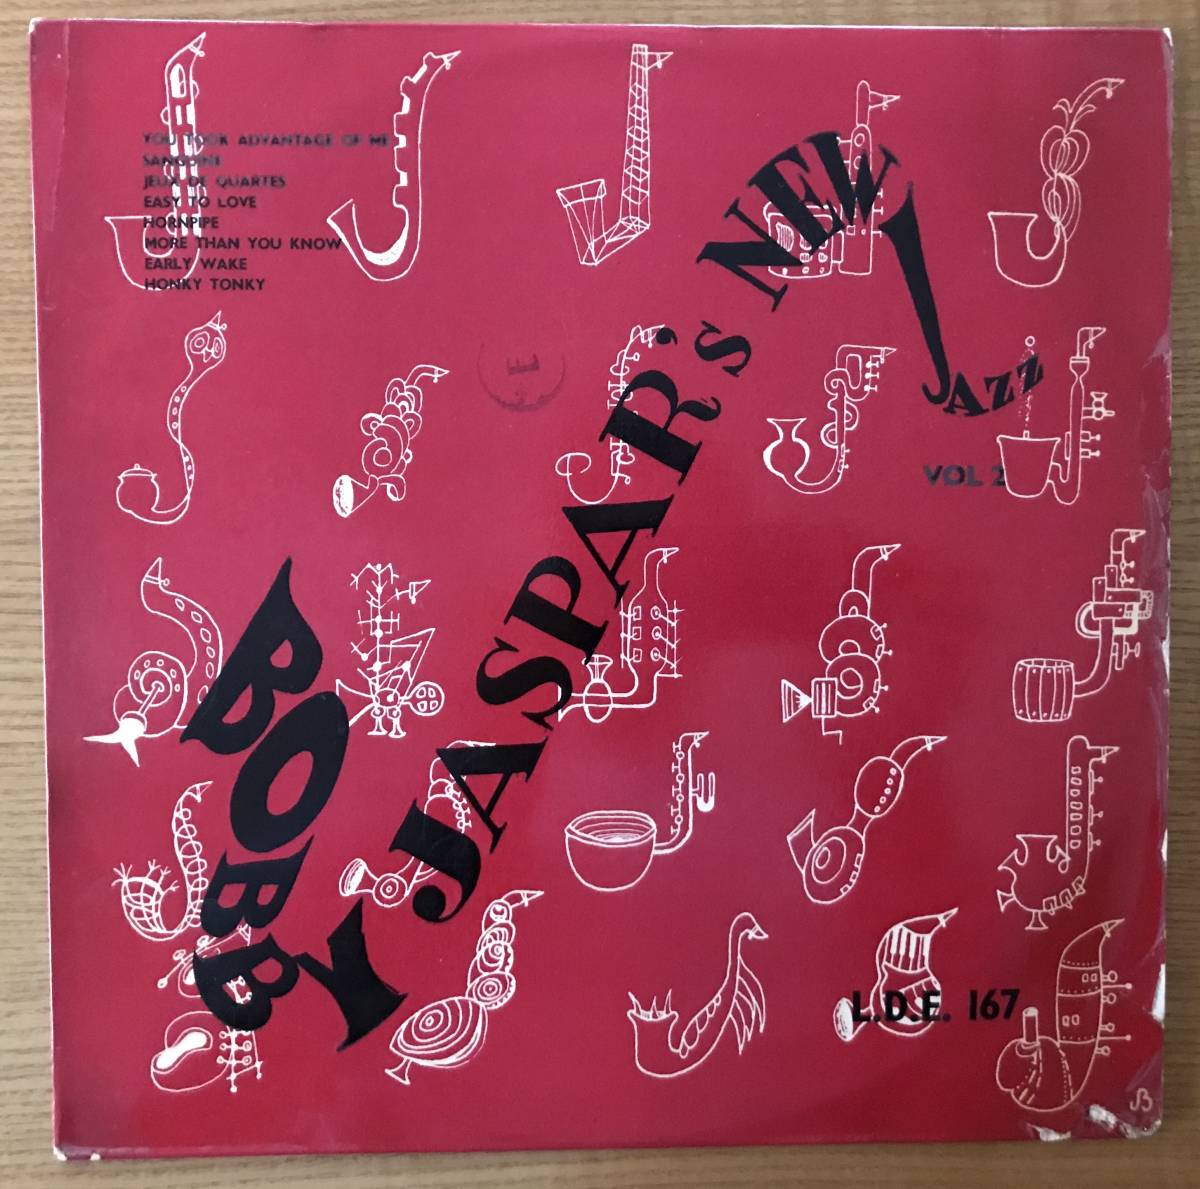 YOU TOOK ADVANTAGE OF ME
SANGUINE
JEUX DE QUARTES
EASY TO LOVE
HORNPIPE
MORE THAN YOU KNOW
EARLY WAKE
HONKY TONKY
BOBBY JASPAR'S NEW JAZZ
VOL 2
L.D.E. 167